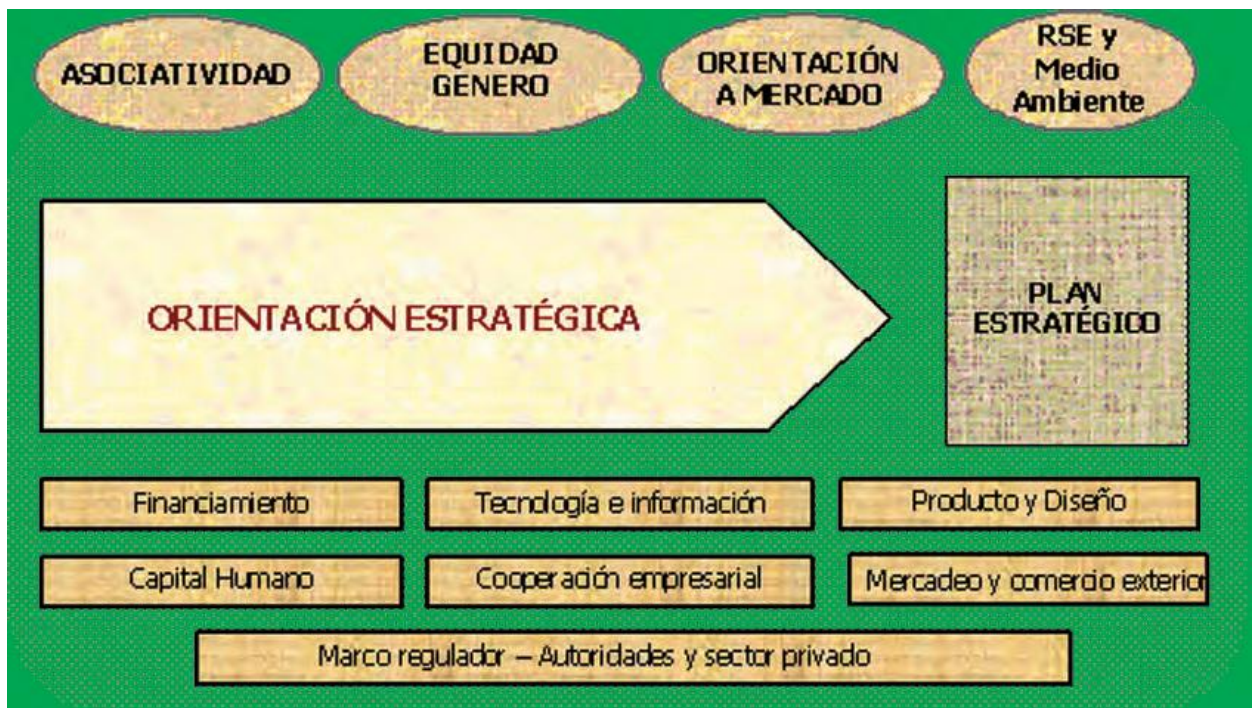 ASOCIATIVIDAD
EQUIDAD
GENERO
ORIENTACIÓN
A MERCADO
RSE y
Medio
Ambiente
ORIENTACIÓN ESTRATÉGICA
PLAN
ESTRATÉGICO
Financiamiento
Tecnología e información
Producto y Diseño
Capital Humano
Cooperación empresarial
Mercadeo y comercio exterior
Marco regulador – Autoridades y sector privado